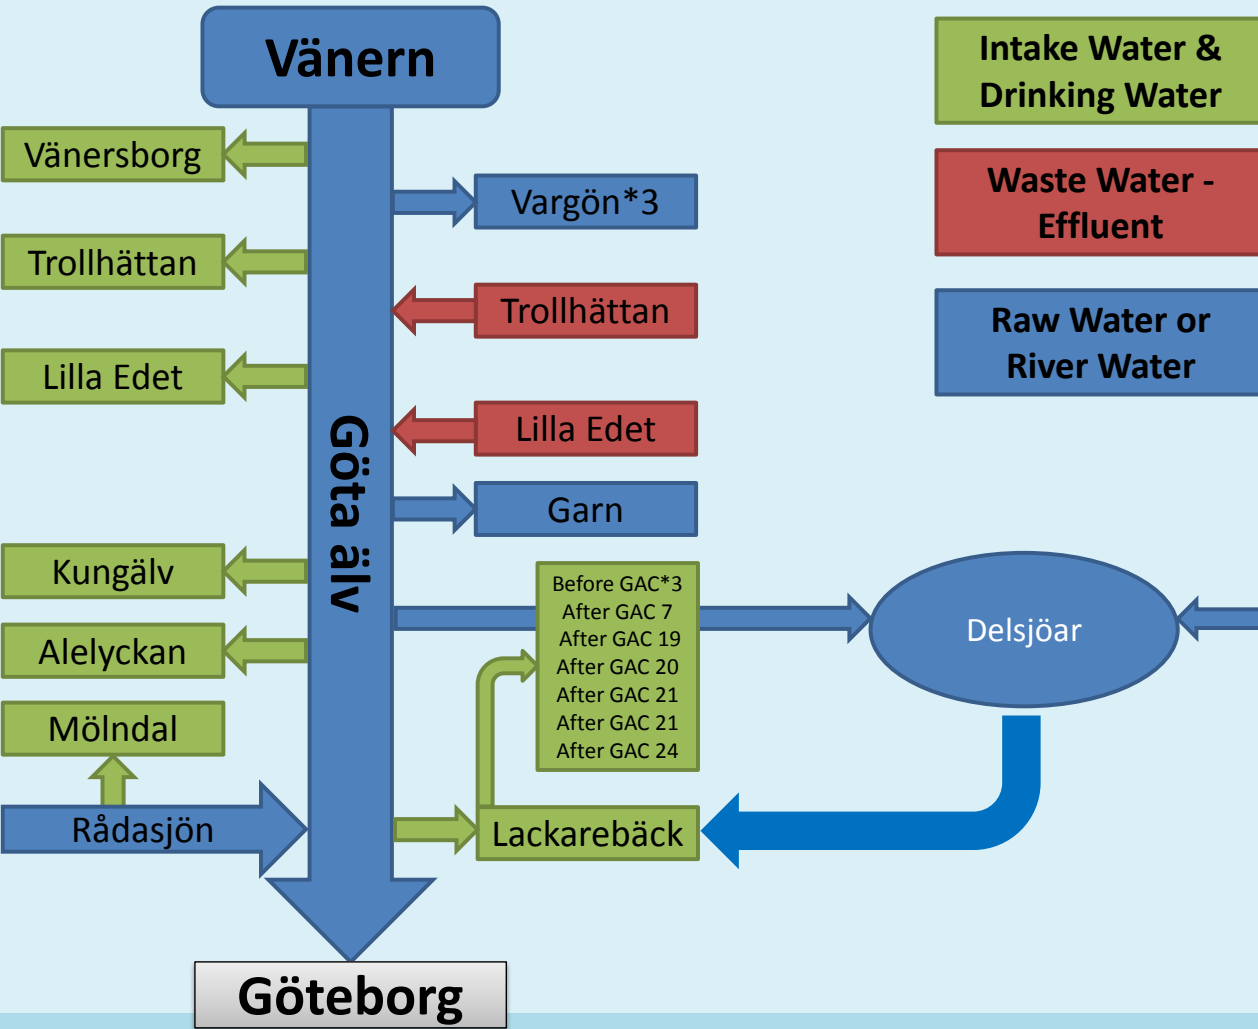 Vänern
Intake Water &
Drinking Water
Vänersborg
Vargön*3
Waste Water -
Effluent
Trollhättan
Trollhättan
Raw Water or
River Water
Lilla Edet
Lilla Edet
Göta älv
Garn
Kungälv
Before GAC*3
After GAC 7
After GAC 19
After GAC 20
After GAC 21
After GAC 21
After GAC 24
Delsjöar
Alelyckan
Mölndal
Rådasjön
Lackarebäck
Göteborg